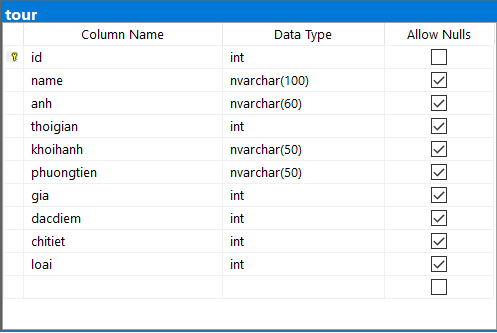 tour
Column Name Data Type Allow Nulls
id int
name nvarchar(100)
anh nvarchar(60)
thoigian int
khoihanh nvarchar(50)
phuongtien nvarchar(50)
gia int
dacdiem int
chitiet int
loai int